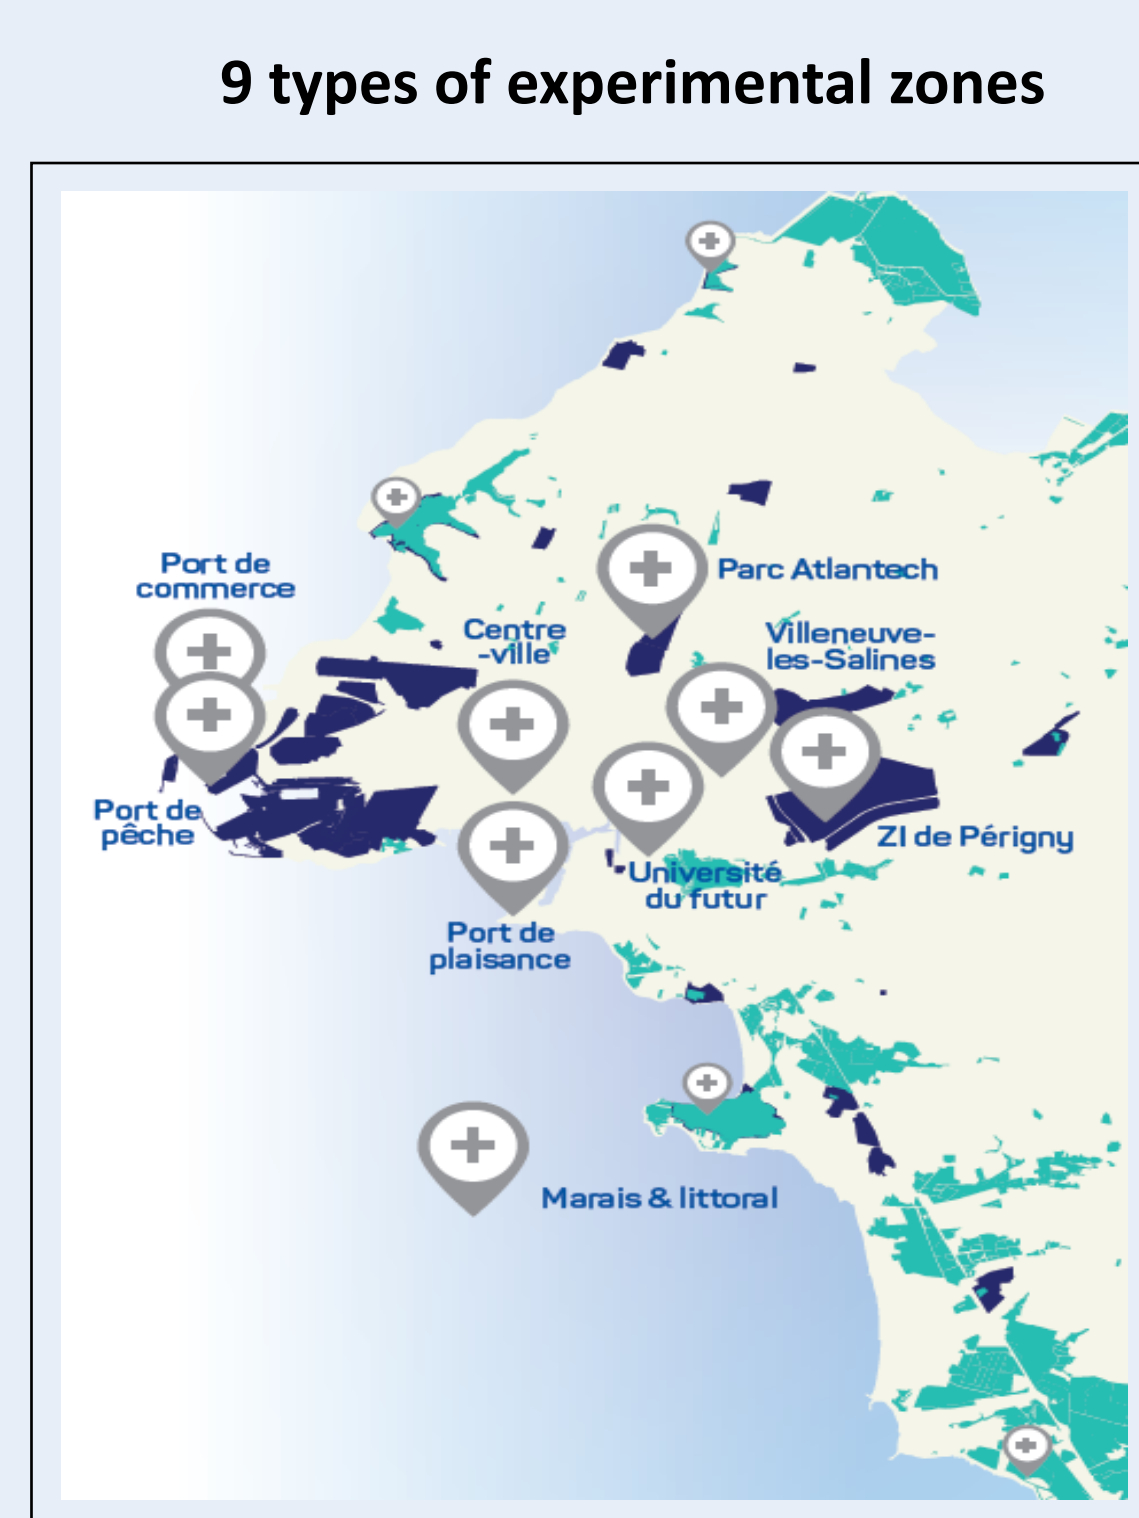 9 types of experimental zones
Port de
commerce
Parc Atlantech
Centre
-ville
Villeneuve-
les-Salines
Port de
pêche
ZI de Périgny
Université
du futur
Port de
plaisance
Marais & littoral